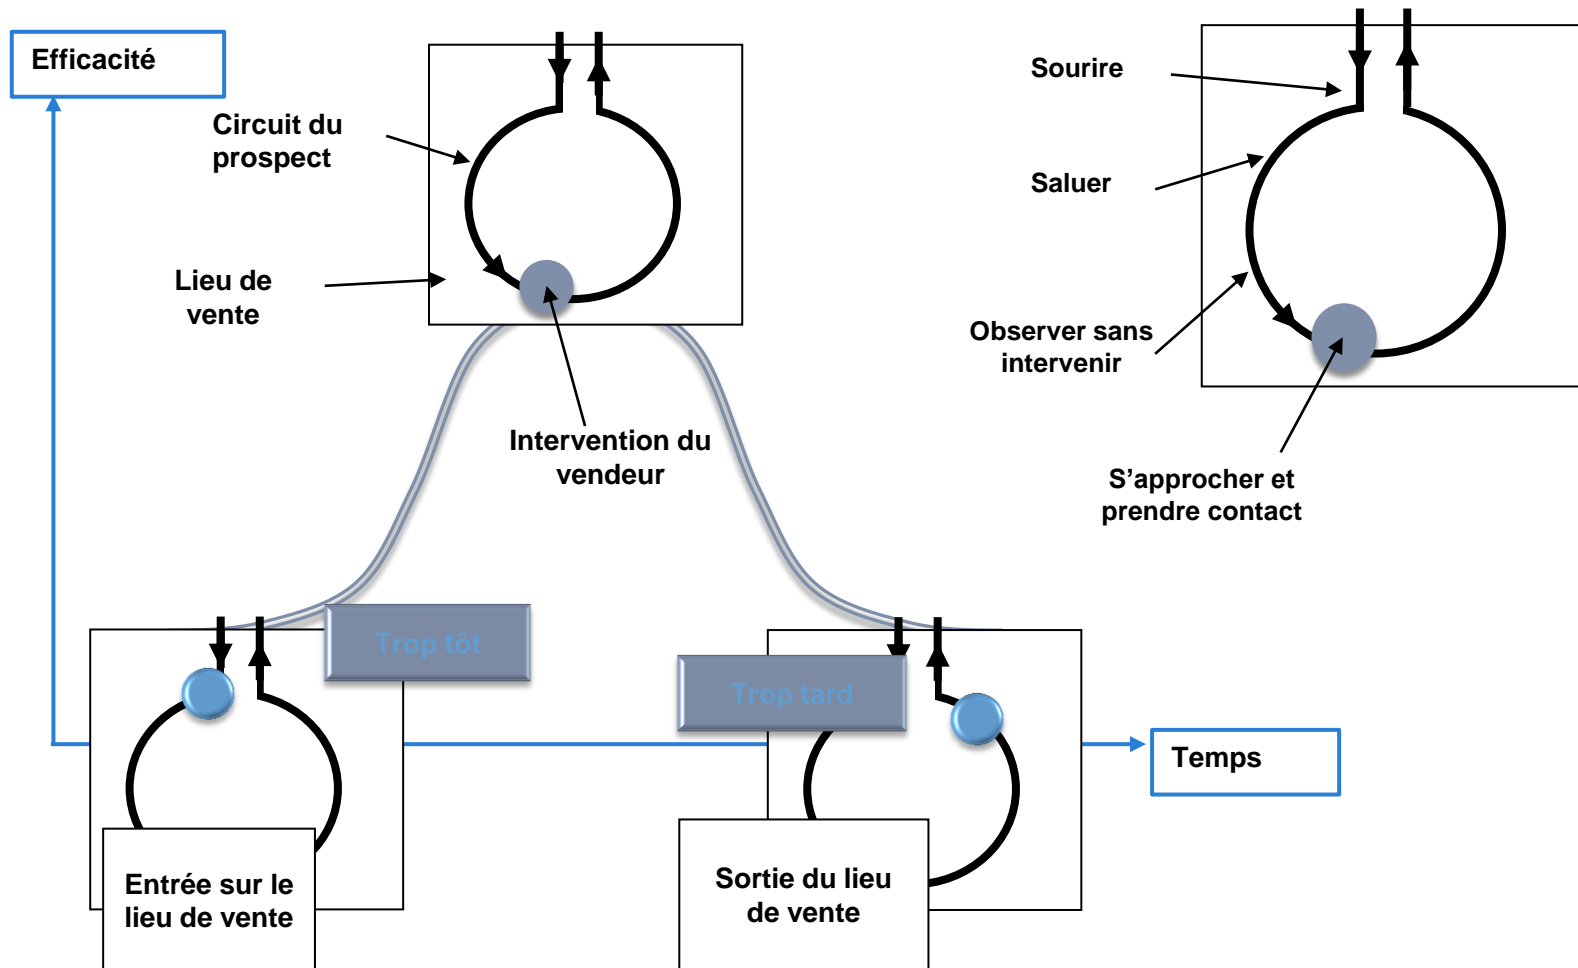 Efficacité
Circuit du
prospect
Lieu de
vente
Intervention du
vendeur
Sourire
Saluer
Observer sans
intervenir
S’approcher et
prendre contact
Trop tôt
Trop tard
Temps
Entrée sur le
lieu de vente
Sortie du lieu
de vente